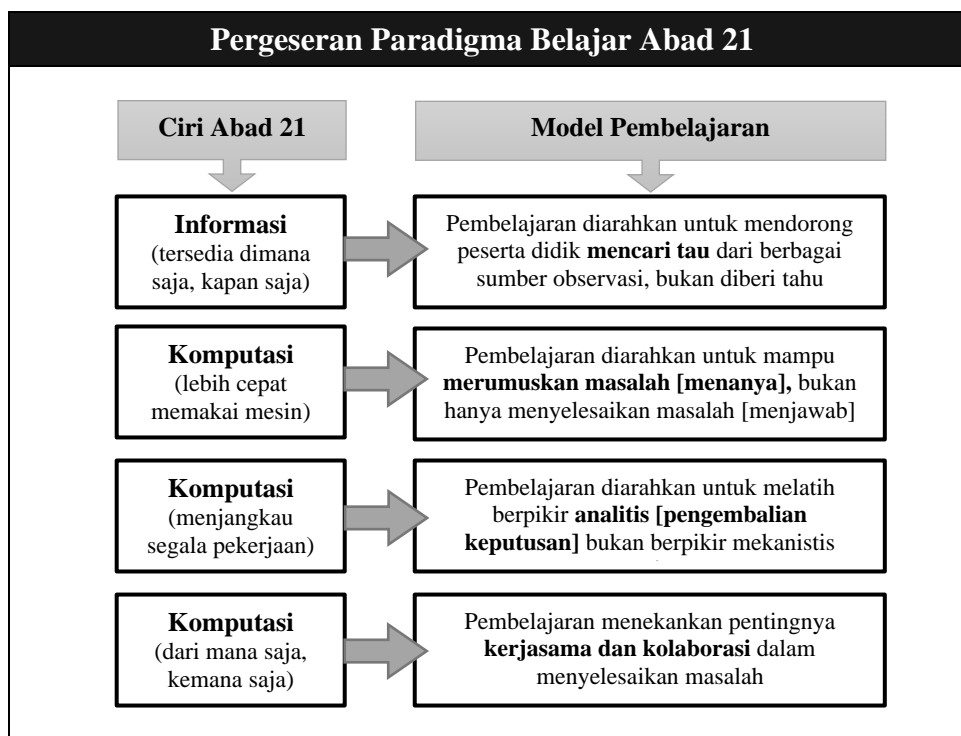 Pergeseran Paradigma Belajar Abad 21
Ciri Abad 21
Model Pembelajaran
Informasi
(tersedia dimana
saja, kapan saja)
Pembelajaran diarahkan untuk mendorong
peserta didik mencari tau dari berbagai
sumber observasi, bukan diberi tahu
Komputasi
(lebih cepat
memakai mesin)
Pembelajaran diarahkan untuk mampu
merumuskan masalah [menanya], bukan
hanya menyelesaikan masalah [menjawab]
Komputasi
(menjangkau
segala pekerjaan)
Pembelajaran diarahkan untuk melatih
berpikir analitis [pengembalian
keputusan] bukan berpikir mekanistis
Komputasi
(dari mana saja,
kemana saja)
Pembelajaran menekankan pentingnya
kerjasama dan kolaborasi dalam
menyelesaikan masalah